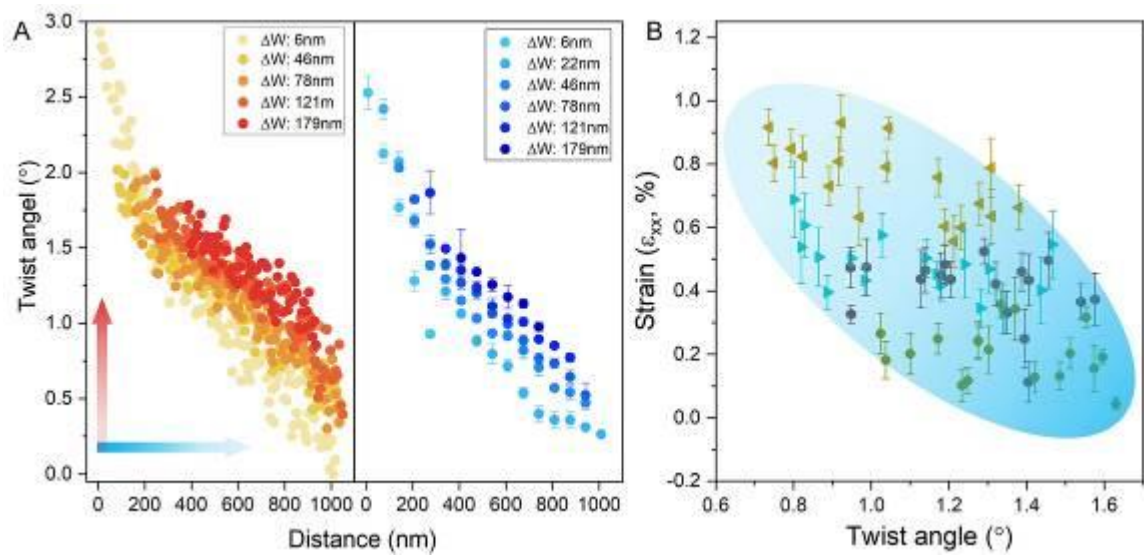 A
Twist angel (°)
3.0
2.5
2.0
1.5
1.0
0.5
0.0
ΔW: 6nm
ΔW: 46nm
ΔW: 78nm
ΔW: 121m
ΔW: 179nm
0 200 400 600 800 1000
ΔW: 6nm
ΔW: 22nm
ΔW: 46nm
ΔW: 78nm
ΔW: 121nm
ΔW: 179nm
0 200 400 600 800 1000
Distance (nm)
B
Strain (εxx, %)
1.2
1.0
0.8
0.6
0.4
0.2
0.0
-0.2
0.6 0.8 1.0 1.2 1.4 1.6
Twist angle (°)